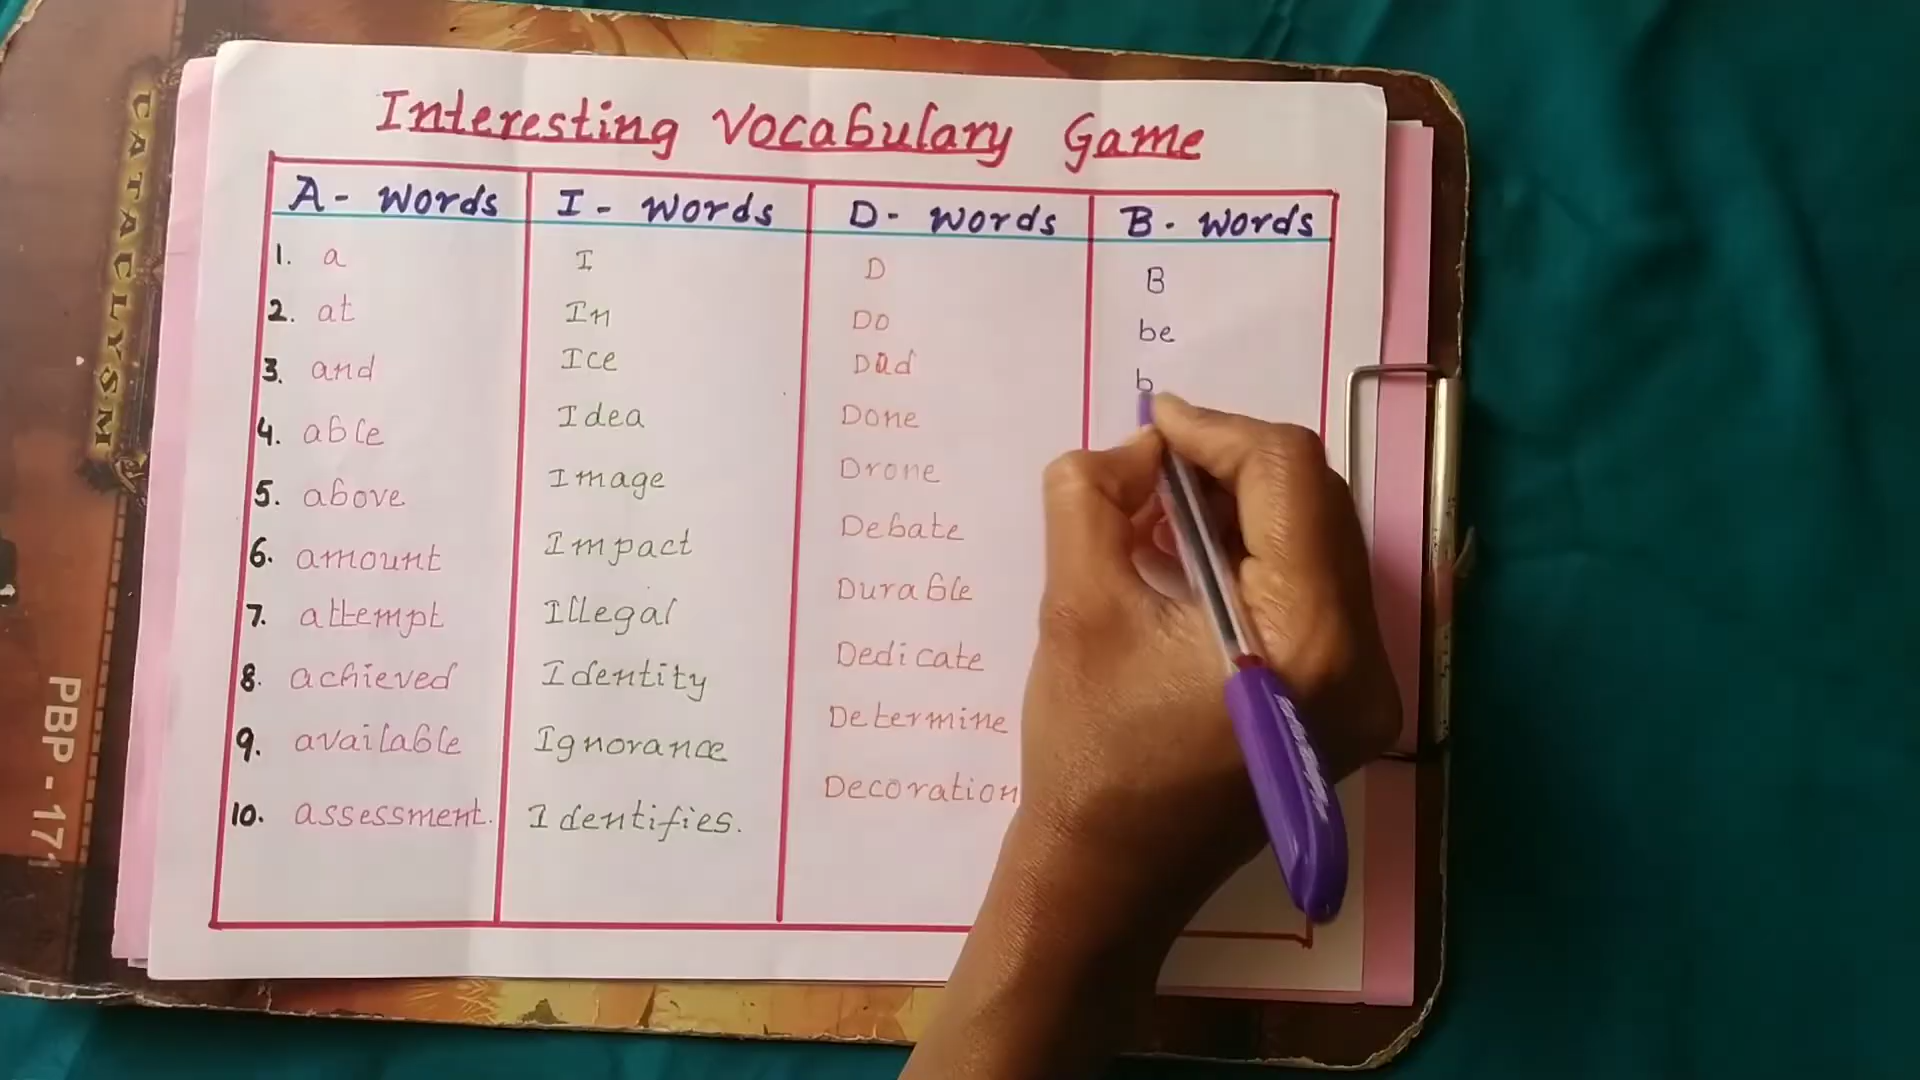 Interesting Vocabulary Game
A- Words I - Words D- Words B- Words
1. a I D B
2. at In Do be
3. and Ice Dad b
4. able Idea Done
5. above Image Drone
6. amount Impact Debate
7. attempt Illegal Durable
8. achieved Identity Dedicate
9. available Ignorance Determine
10. assessment. Identifies. Decoration
CATACLYSM
PBP-171